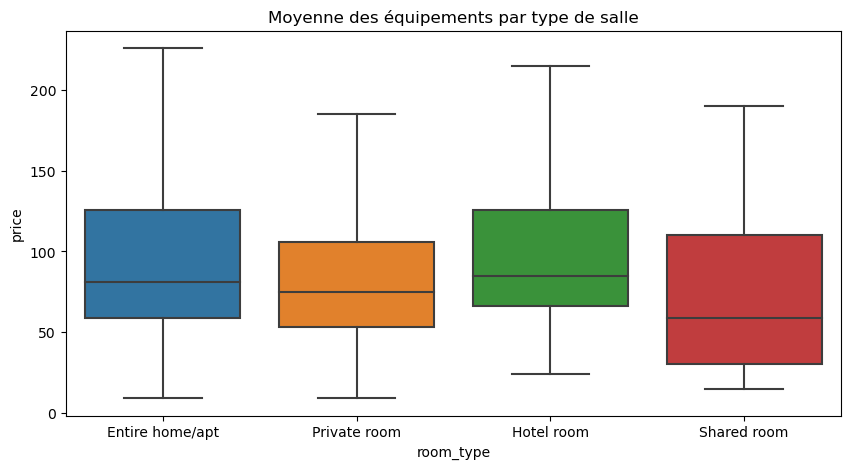 Moyenne des équipements par type de salle
price
200
150
100
50
0
Entire home/apt
Private room
Hotel room
Shared room
room_type